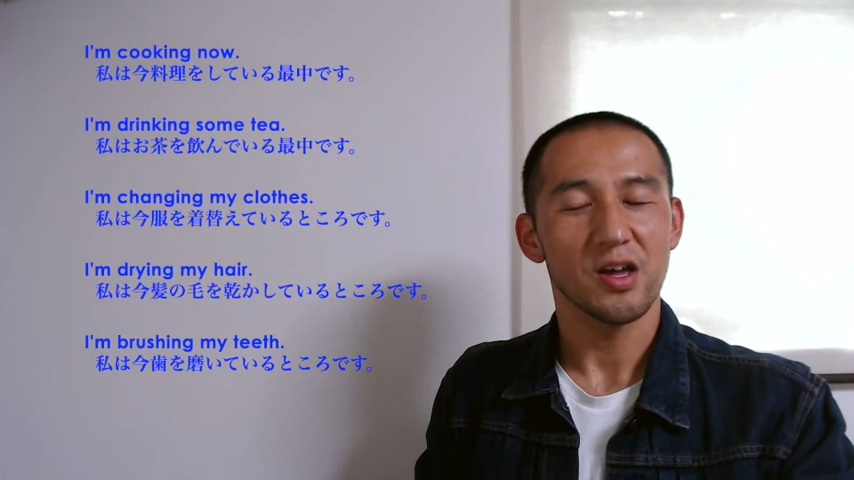 I'm cooking now.
私は今料理をしている最中です。
I'm drinking some tea.
私はお茶を飲んでいる最中です。
I'm changing my clothes.
私は今服を着替えているところです。
I'm drying my hair.
私は今髪の毛を乾かしているところです。
I'm brushing my teeth.
私は今歯を磨いているところです。